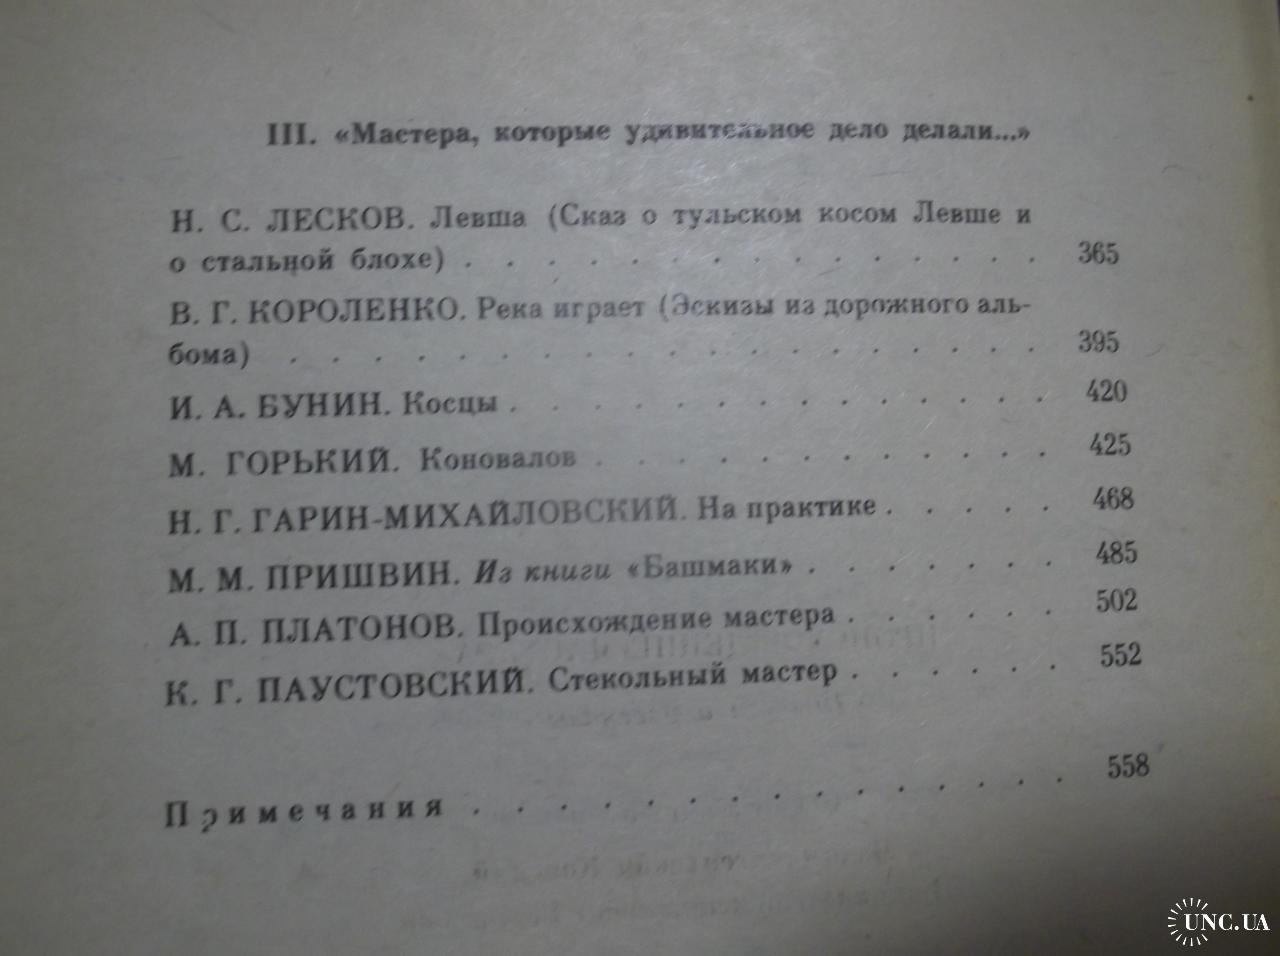 III. «Мастера, которые удивительное дело делали...»
Н. С. ЛЕСКОВ. Левша (Сказ о тульском косом Левше и
о стальной блохе) . . . . . . . . . . . . . . 365
В. Г. КОРОЛЕНКО. Река играет (Эскизы из дорожного аль-
бома) . . . . . . . . . . . . . . . . . . 395
И. А. БУНИН. Косцы . . . . . . . . . . . . . 420
М. ГОРЬКИЙ. Коновалов . . . . . . . . . . . 425
Н. Г. ГАРИН-МИХАЙЛОВСКИЙ. На практике . . . . . 468
М. М. ПРИШВИН. Из книги «Башмаки» . . . . . . . 485
А. П. ПЛАТОНОВ. Происхождение мастера . . . . . . 502
К. Г. ПАУСТОВСКИЙ. Стекольный мастер . . . . . . 552
Примечания . . . . . . . . . . . . . . 558
UNC.UA